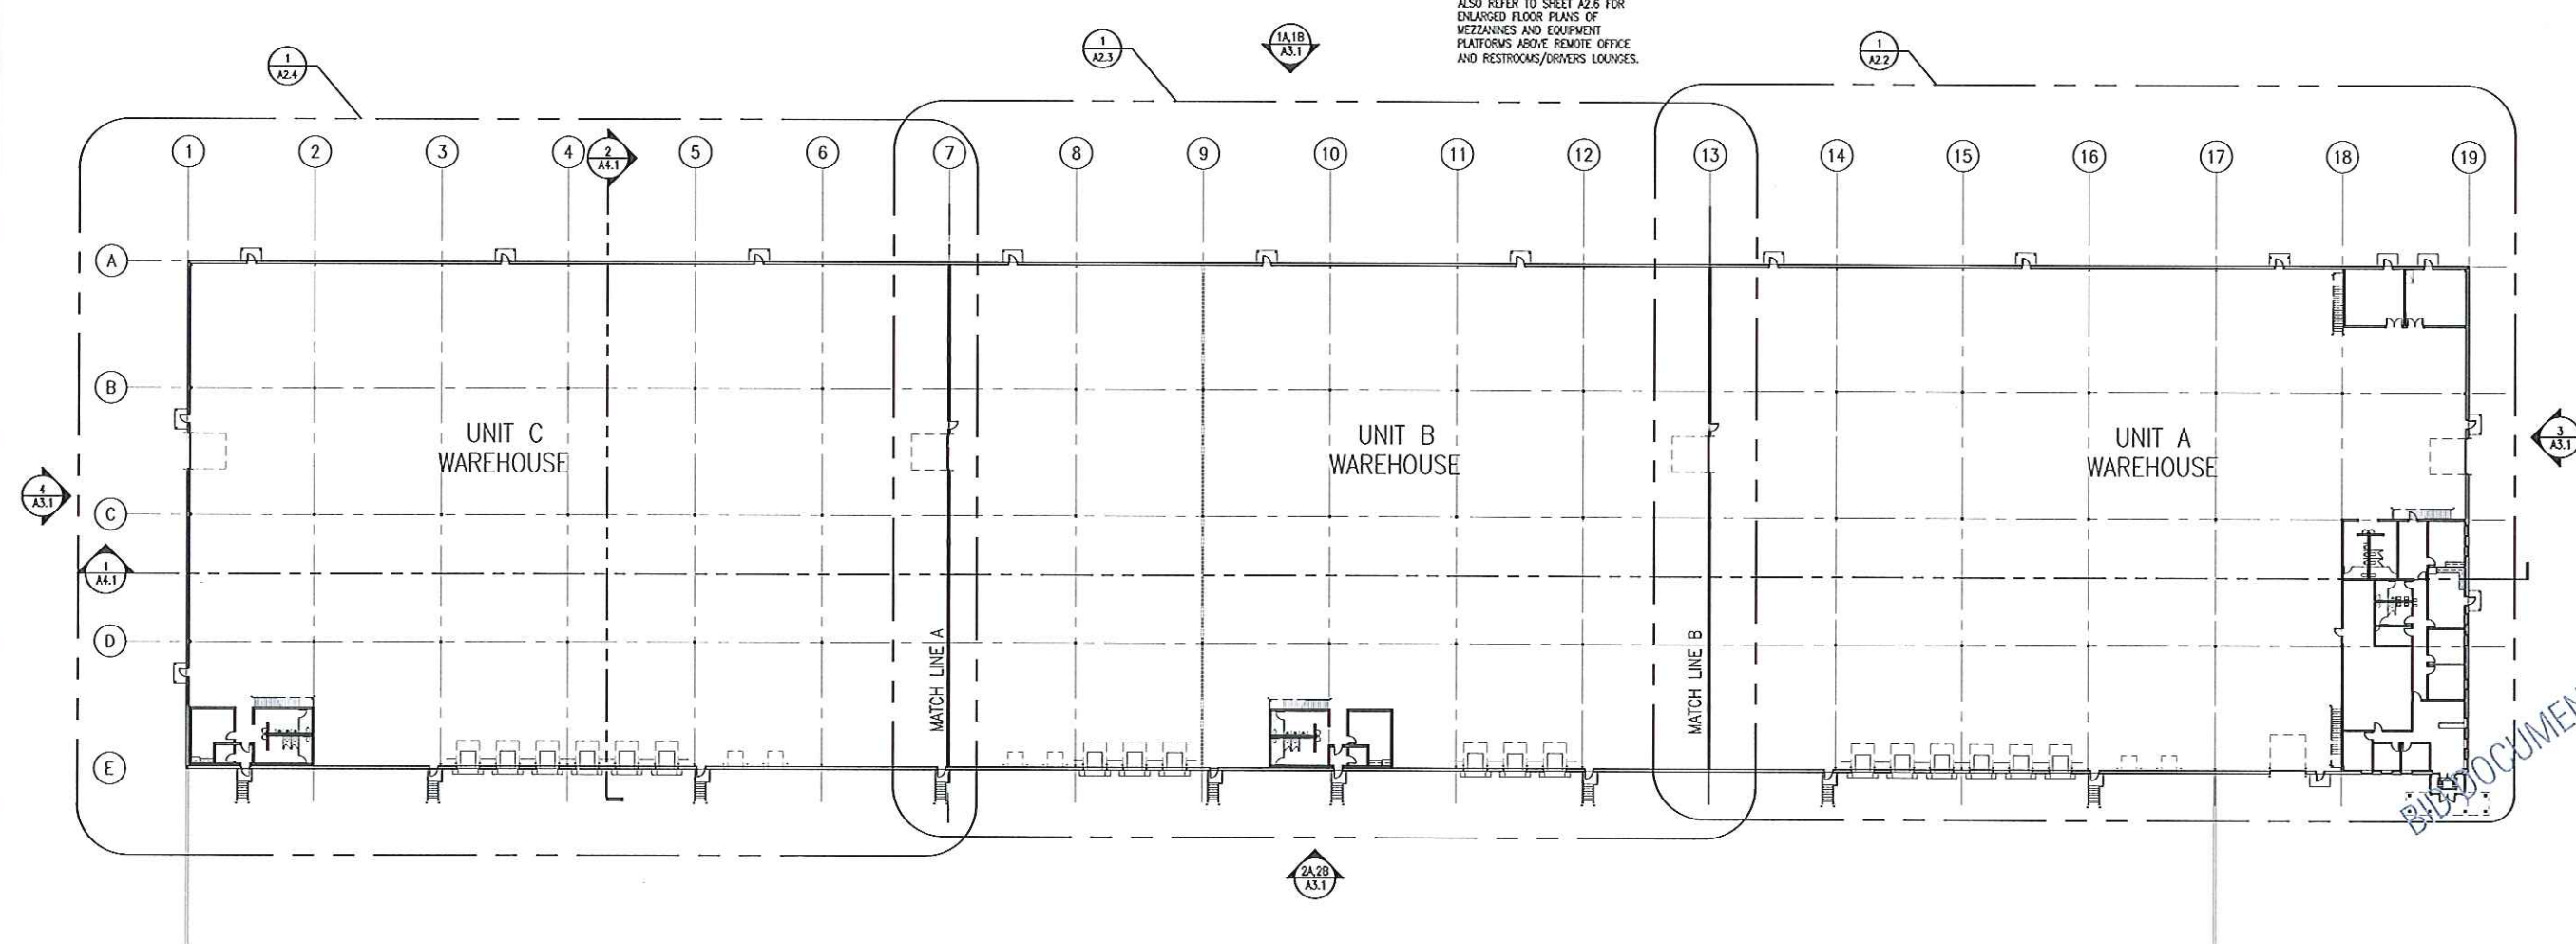 ALSO REFER TO SHEET A2.6 FOR
ENLARGED FLOOR PLANS OF
MEZZANINES AND EQUIPMENT
PLATFORMS ABOVE REMOTE OFFICE
AND RESTROOMS/DRIVERS LOUNGES.
1
A2.4
1
A2.3
1A,1B
A3.1
1
A2.2
1 2 3 4
2
A4.1
5 6 7 8 9 10 11 12 13 14 15 16 17 18 19
A
B
UNIT C
WAREHOUSE
UNIT B
WAREHOUSE
UNIT A
WAREHOUSE
3
A3.1
4
A3.1
C
1
A4.1
D
MATCH LINE A
MATCH LINE B
E
BID DOCUMEN
2A,2B
A3.1